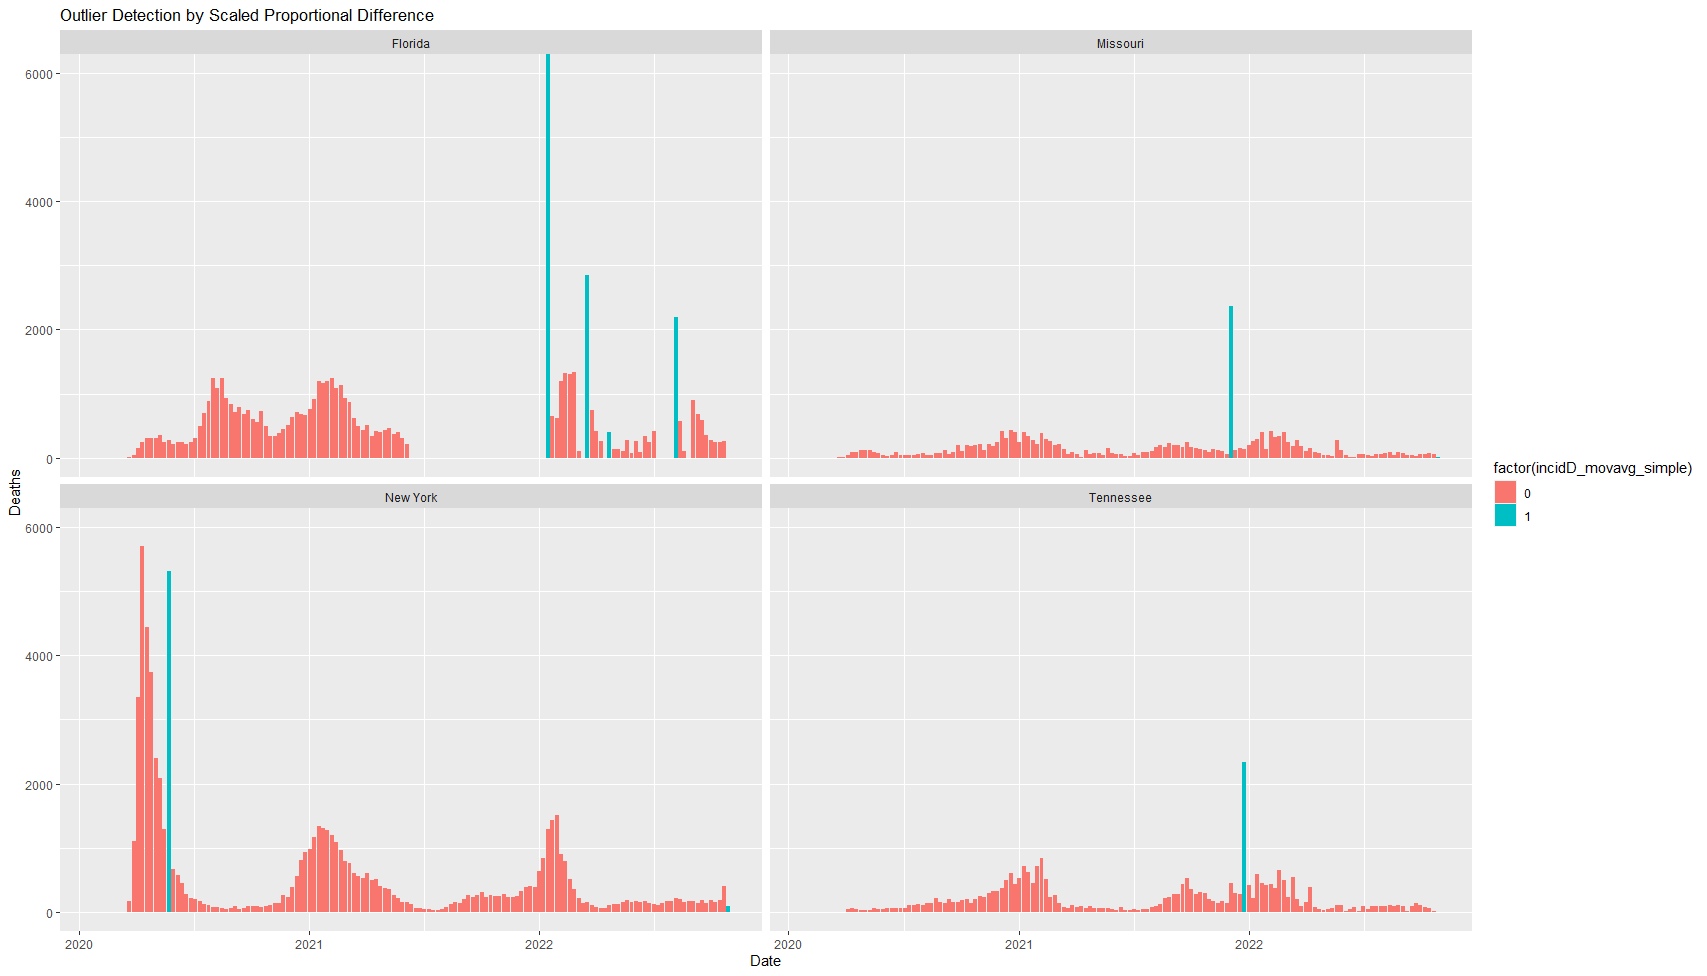 Outlier Detection by Scaled Proportional Difference
Florida
Missouri
6000
4000
2000
0
New York
Tennessee
6000
4000
2000
0
2020
2021
2022
2020
2021
2022
Date
Deaths
factor(incidD_movavg_simple)
0
1